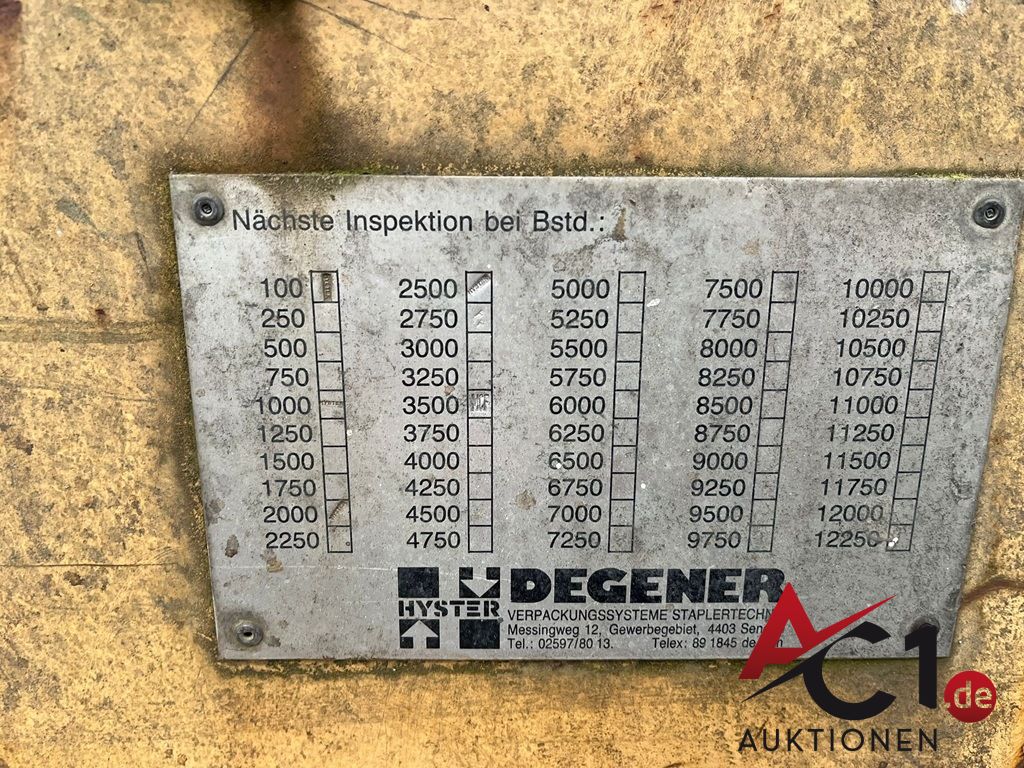 Nächste Inspektion bei Bstd.:
100 2500 5000 7500 10000
250 2750 5250 7750 10250
500 3000 5500 8000 10500
750 3250 5750 8250 10750
1000 HYSTER 3500 6000 8500 11000
1250 3750 6250 8750 11250
1500 4000 6500 9000 11500
1750 4250 6750 9250 11750
2000 4500 7000 9500 12000
2250 4750 7250 9750 12250
HYSTER
DEGENER
VERPACKUNGSSYSTEME
Messingweg 12, Gewerbegebiet, 4403
Tel.: 02597/80 13. Telex: 89 1845
AC1.de
AUKTIONEN